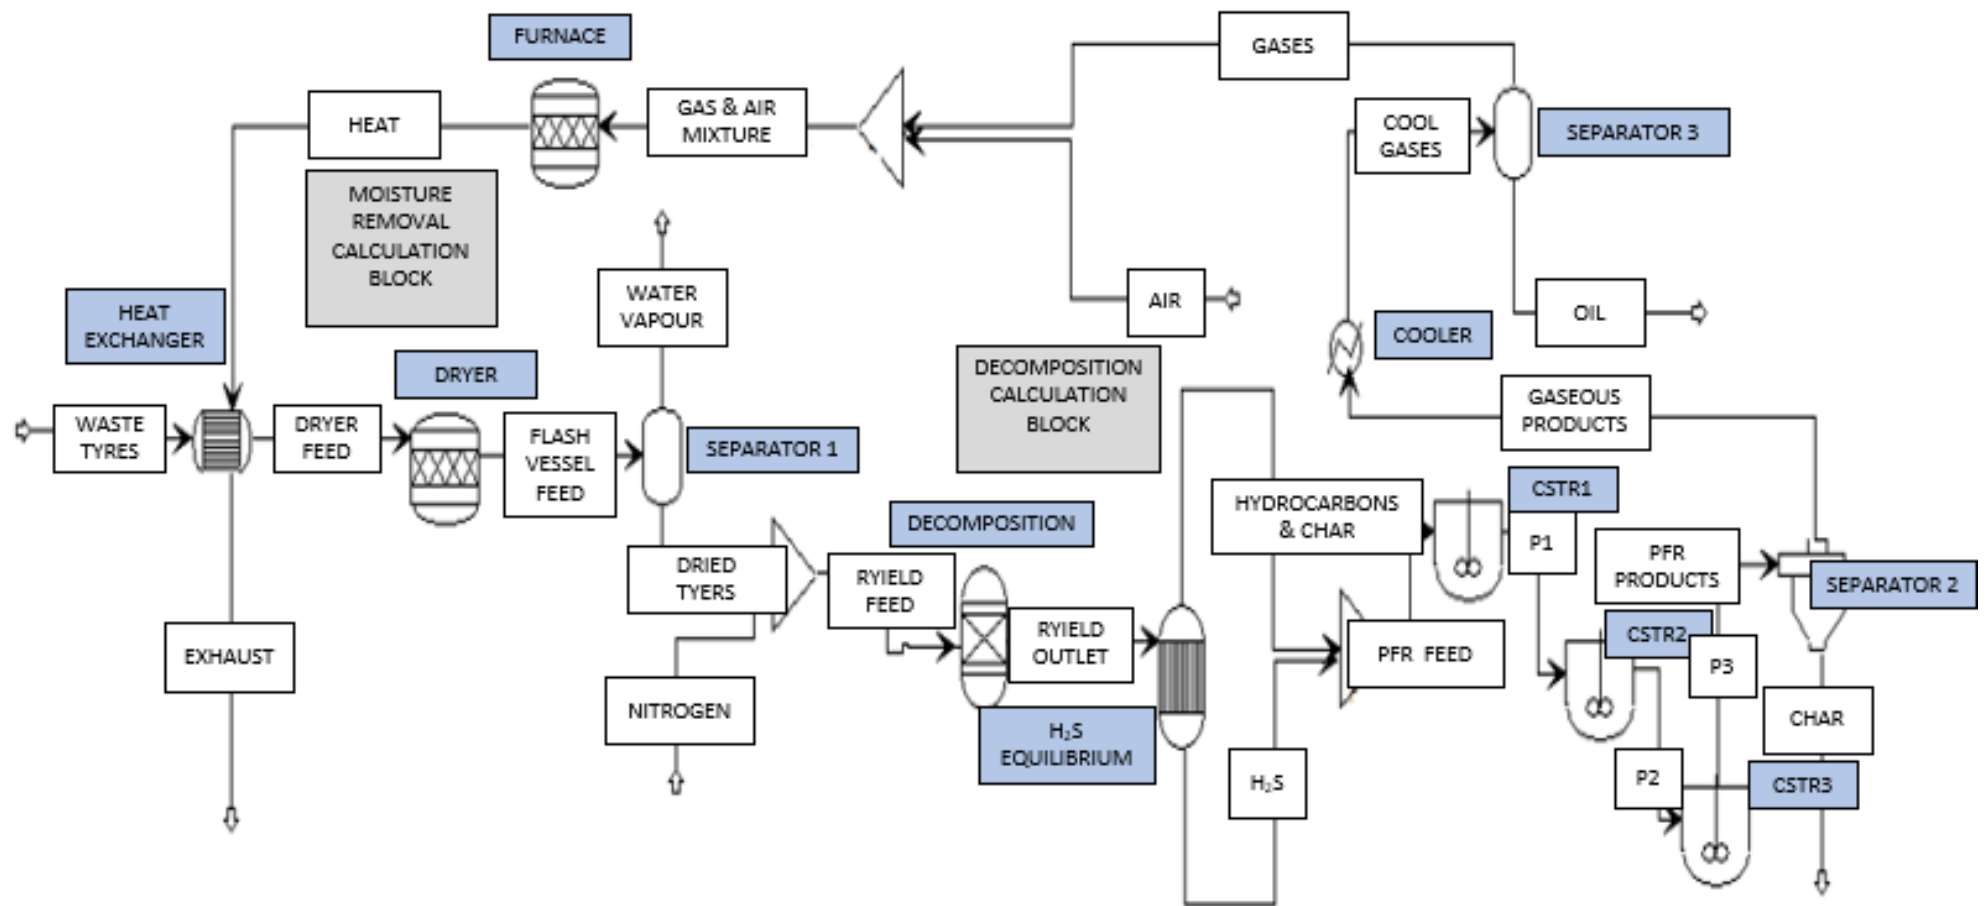 FURNACE
GASES
HEAT
GAS & AIR
MIXTURE
COOL
GASES
SEPARATOR 3
MOISTURE
REMOVAL
CALCULATION
BLOCK
WATER
VAPOUR
AIR
OIL
HEAT
EXCHANGER
COOLER
DRYER
DECOMPOSITION
CALCULATION
BLOCK
GASEOUS
PRODUCTS
WASTE
TYRES
DRYER
FEED
FLASH
VESSEL
FEED
SEPARATOR 1
HYDROCARBONS
& CHAR
CSTR1
P1
DECOMPOSITION
PFR
PRODUCTS
SEPARATOR 2
DRIED
TYERS
RYIELD
FEED
RYIELD
OUTLET
PFR FEED
CSTR2
P3
EXHAUST
NITROGEN
H₂S
EQUILIBRIUM
H₂S
CHAR
P2
CSTR3